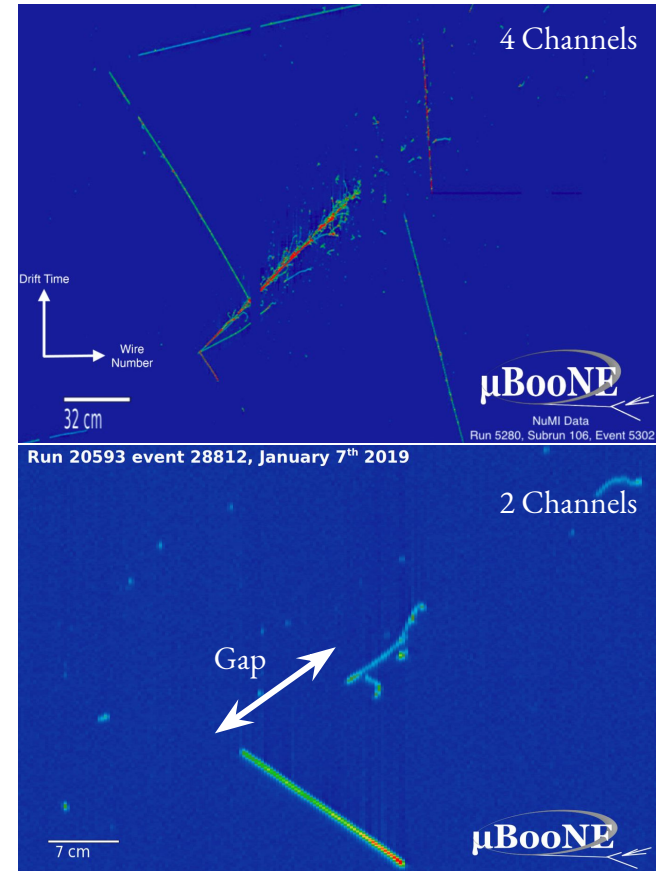 4 Channels
Drift Time
Wire
Number
32 cm
µBooNE
NuMI Data
Run 5280, Subrun 106, Event 5302
Run 20593 event 28812, January 7th 2019
2 Channels
Gap
7 cm
µBooNE